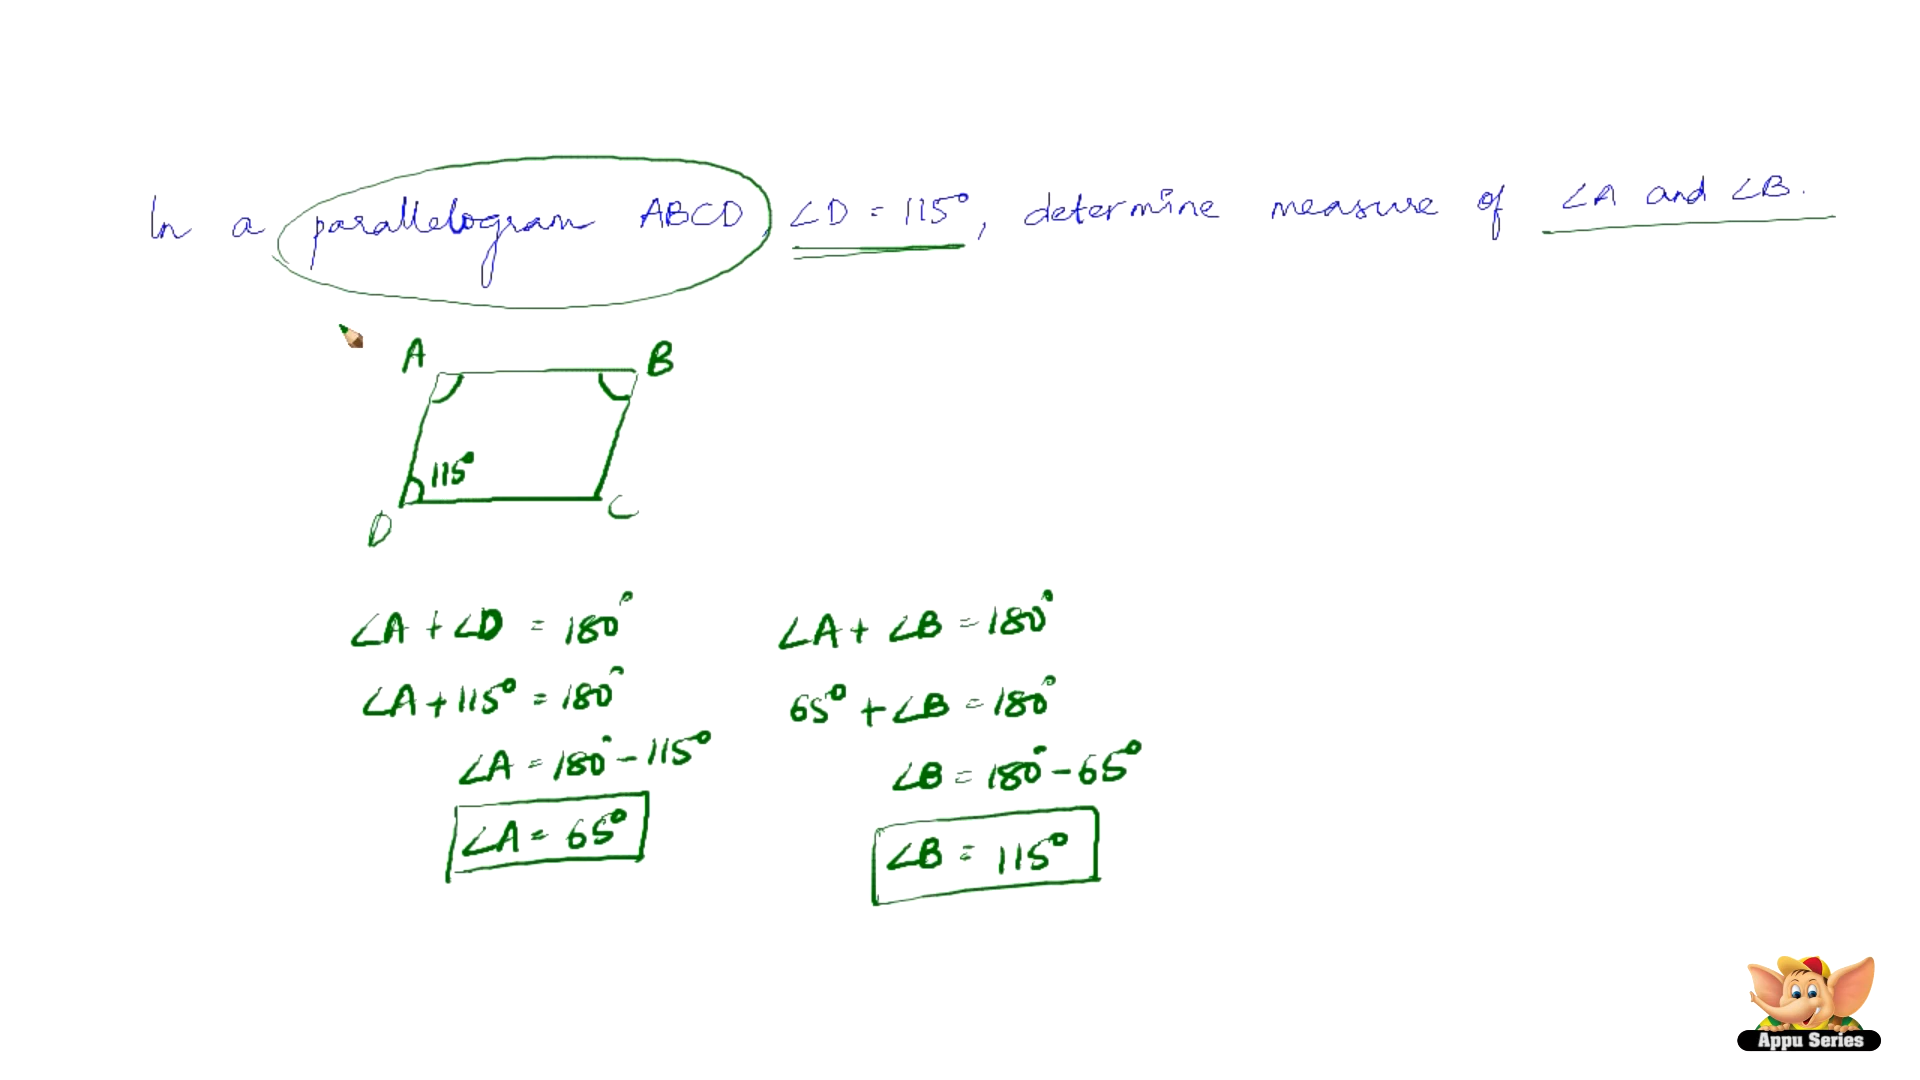 In a parallelogram ABCD, ∠D = 115°, determine measure of ∠A and ∠B.
A
B
115°
D
C
∠A + ∠D = 180°
∠A + 115° = 180°
∠A = 180° - 115°
∠A = 65°
∠A + ∠B = 180°
65° + ∠B = 180°
∠B = 180° - 65°
∠B = 115°
Appu Series